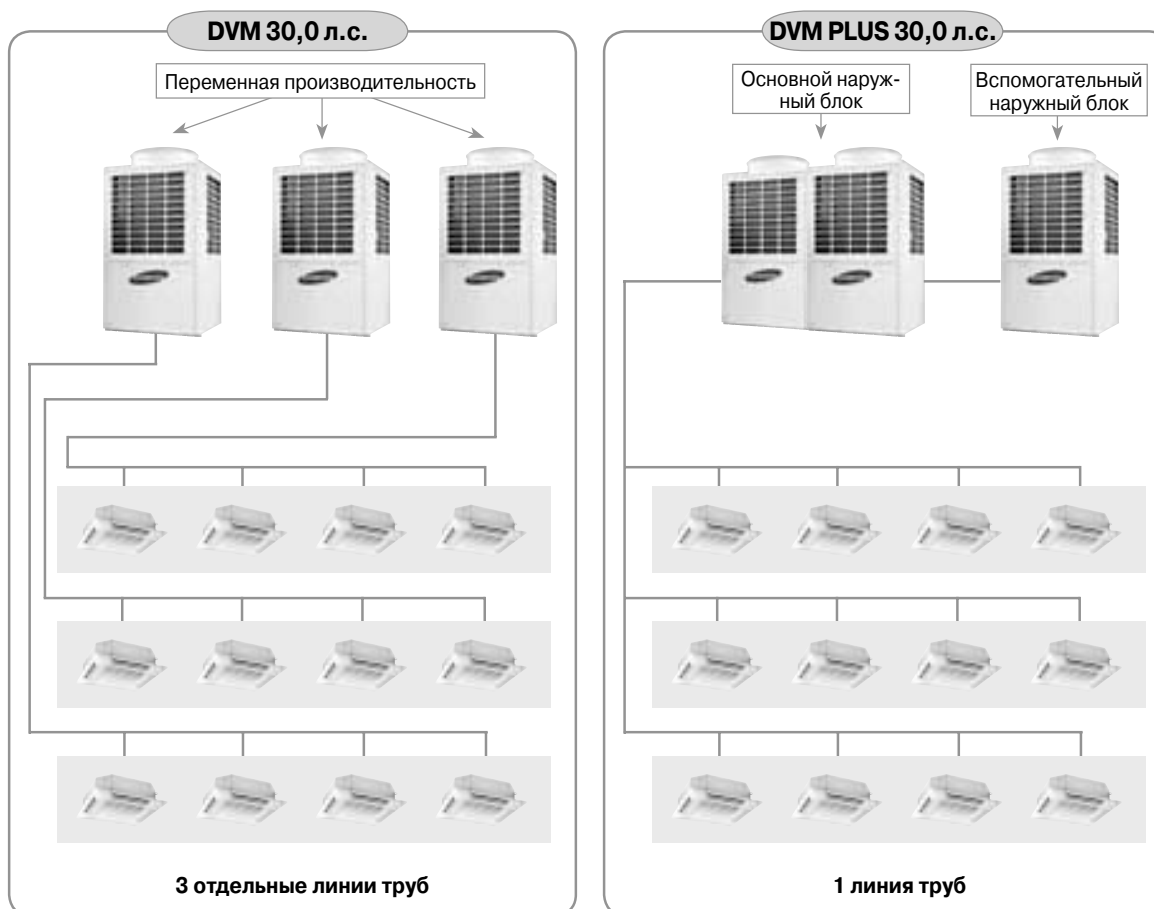 DVM 30,0 л.с.
Переменная производительность
3 отдельные линии труб
DVM PLUS 30,0 л.с.
Основной наруж-
ный блок
Вспомогательный
наружный блок
1 линия труб